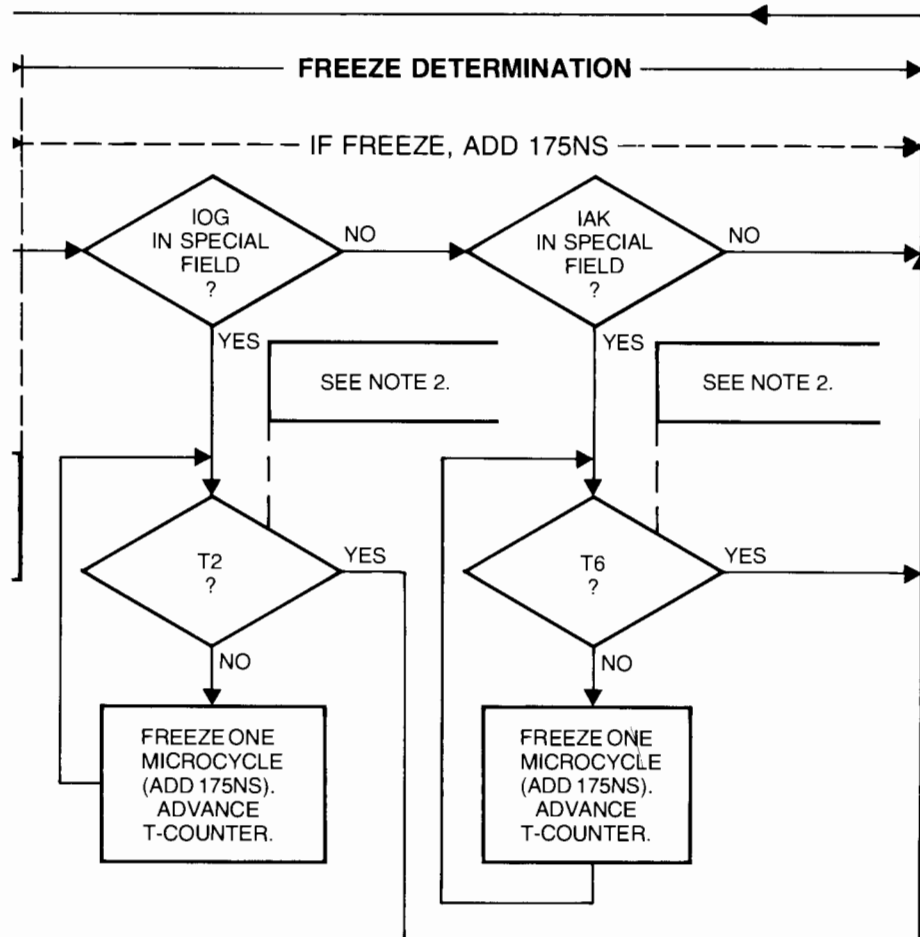 FREEZE DETERMINATION
IF FREEZE, ADD 175NS
IOG
IN SPECIAL
FIELD
?
NO
YES
IAK
IN SPECIAL
FIELD
?
NO
YES
SEE NOTE 2.
SEE NOTE 2.
T2
?
YES
NO
T6
?
YES
NO
FREEZE ONE
MICROCYCLE
(ADD 175NS).
ADVANCE
T-COUNTER.
FREEZE ONE
MICROCYCLE
(ADD 175NS).
ADVANCE
T-COUNTER.